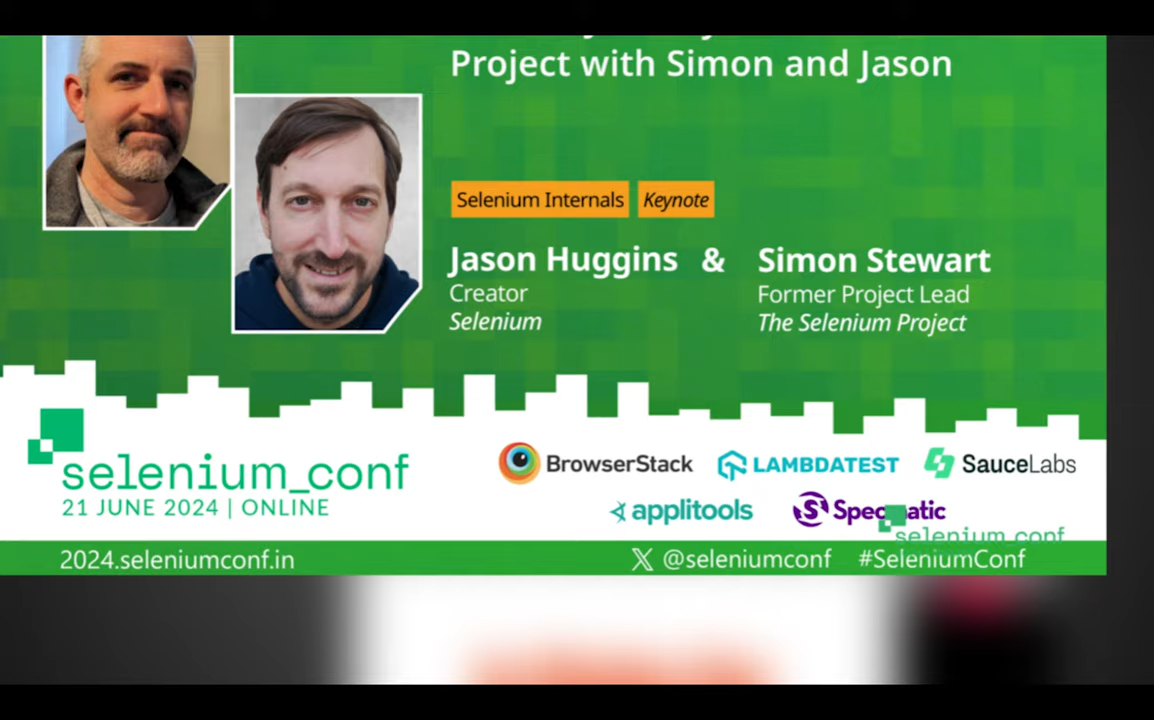 Project with Simon and Jason
Selenium Internals
Keynote
Jason Huggins & Simon Stewart
Creator
Selenium
Former Project Lead
The Selenium Project
selenium_conf
21 JUNE 2024 | ONLINE
BrowserStack
LAMBDATEST
SauceLabs
applitools
selenium_conf
2024.seleniumconf.in
@seleniumconf
#SeleniumConf